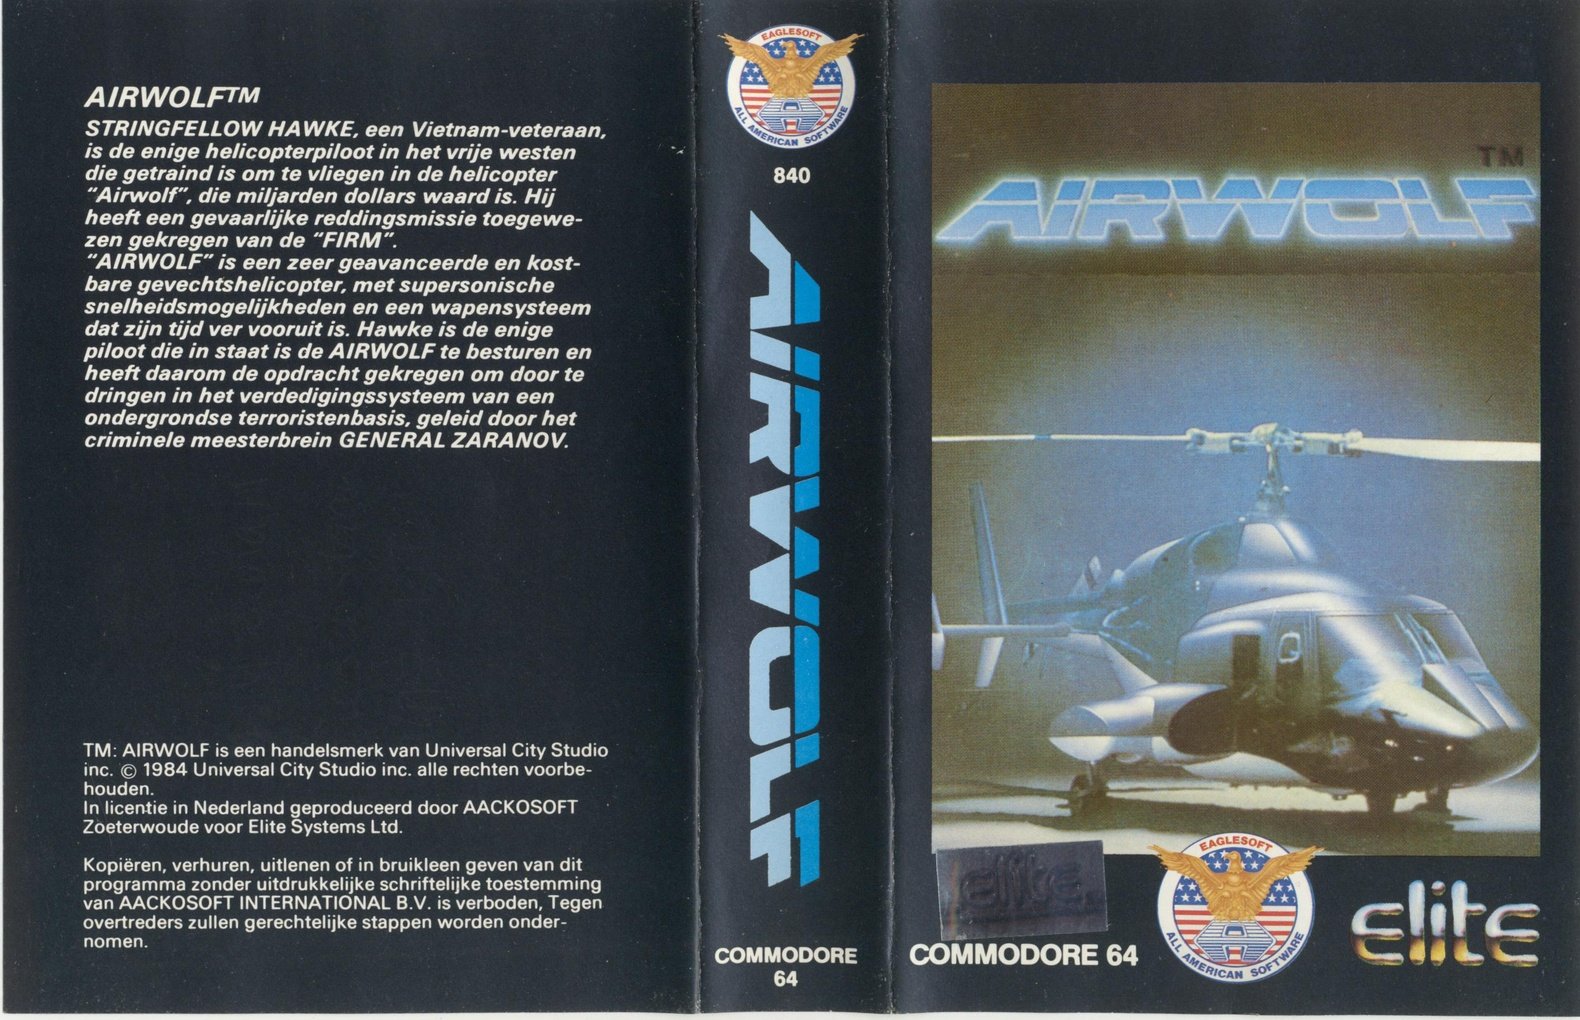 AIRWOLF™
STRINGFELLOW HAWKE, een Vietnam-veteraan,
is de enige helicopterpiloot in het vrije westen
die getraind is om te vliegen in de helicopter
“Airwolf”, die miljarden dollars waard is. Hij
heeft een gevaarlijke reddingsmissie toegewe-
zen gekregen van de “FIRM”.
“AIRWOLF” is een zeer geavanceerde en kost-
bare gevechtshelicopter, met supersonische
snelheidsmogelijkheden en een wapensysteem
dat zijn tijd ver vooruit is. Hawke is de enige
piloot die in staat is de AIRWOLF te besturen en
heeft daarom de opdracht gekregen om door te
dringen in het verdedigingssysteem van een
ondergrondse terroristenbasis, geleid door het
criminele meesterbrein GENERAL ZARANOV.
TM: AIRWOLF is een handelsmerk van Universal City Studio
inc. © 1984 Universal City Studio inc. alle rechten voorbe-
houden.
In licentie in Nederland geproduceerd door AACKOSOFT
Zoeterwoude voor Elite Systems Ltd.
Kopiëren, verhuren, uitlenen of in bruikleen geven van dit
programma zonder uitdrukkelijke schriftelijke toestemming
van AACKOSOFT INTERNATIONAL B.V. is verboden, Tegen
overtreders zullen gerechtelijke stappen worden onder-
nomen.
EAGLESOFT
ALL AMERICAN SOFTWARE
840
AIRWOLF
COMMODORE
64
TM
AIRWOLF
elite
COMMODORE 64
EAGLESOFT
ALL AMERICAN SOFTWARE
elite